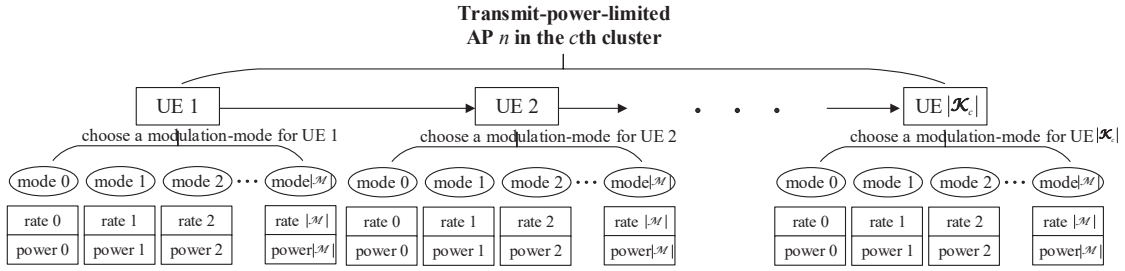 Transmit-power-limited
AP n in the cth cluster
UE 1
UE 2
. . .
UE |𝓚c|
choose a modulation-mode for UE 1
choose a modulation-mode for UE 2
choose a modulation-mode for UE |𝓚c|
mode 0 mode 1 mode 2 ··· mode|ℳ| mode 0 mode 1 mode 2 ··· mode|ℳ| mode 0 mode 1 mode 2 ··· mode|ℳ|
rate 0 rate 1 rate 2 rate |ℳ| rate 0 rate 1 rate 2 rate |ℳ| rate 0 rate 1 rate 2 rate |ℳ|
power 0 power 1 power 2 power|ℳ| power 0 power 1 power 2 power|ℳ| power 0 power 1 power 2 power|ℳ|